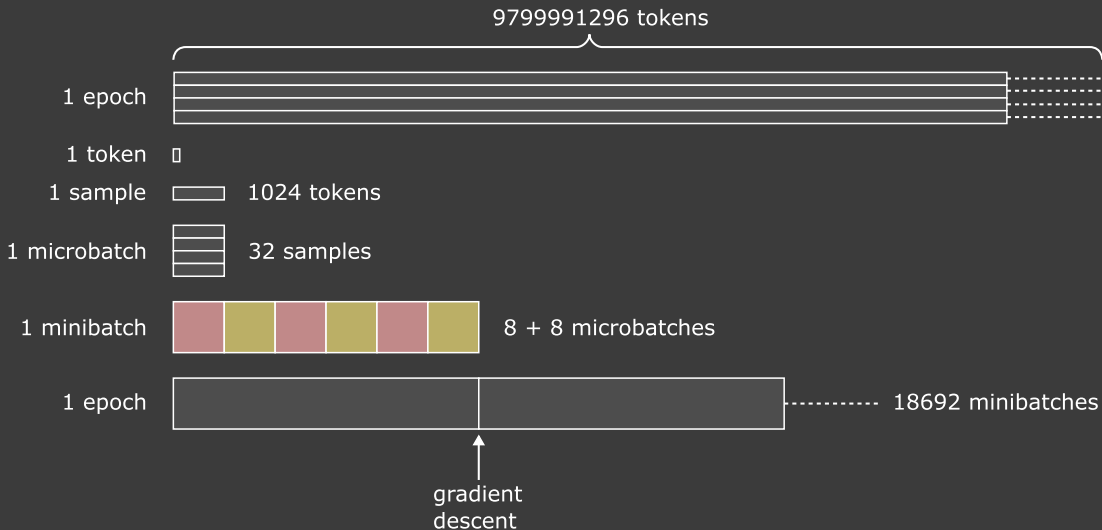 9799991296 tokens
1 epoch
1 token
1 sample 1024 tokens
1 microbatch 32 samples
1 minibatch 8 + 8 microbatches
1 epoch 18692 minibatches
gradient
descent